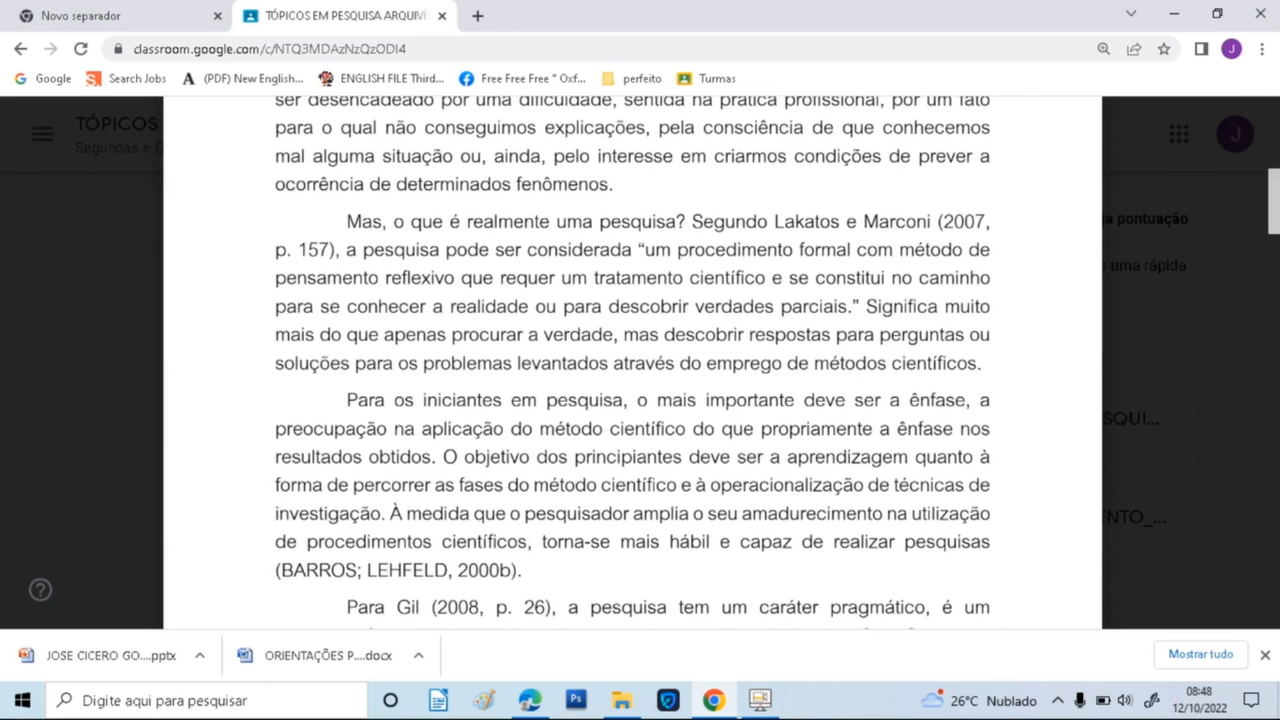 Novo separador
TÓPICOS EM PESQUISA ARQUIVÍS
classroom.google.com/c/NTQ3MDAzNzQzODI4
Google
Search Jobs
(PDF) New English...
ENGLISH FILE Third...
Free Free Free " Oxf...
perfeito
Turmas
J
TÓPICOS
Segundas e
J
ser desencadeado por uma dificuldade, sentida na prática profissional, por um fato
para o qual não conseguimos explicações, pela consciência de que conhecemos
mal alguma situação ou, ainda, pelo interesse em criarmos condições de prever a
ocorrência de determinados fenômenos.
Mas, o que é realmente uma pesquisa? Segundo Lakatos e Marconi (2007,
p. 157), a pesquisa pode ser considerada “um procedimento formal com método de
pensamento reflexivo que requer um tratamento científico e se constitui no caminho
para se conhecer a realidade ou para descobrir verdades parciais.” Significa muito
mais do que apenas procurar a verdade, mas descobrir respostas para perguntas ou
soluções para os problemas levantados através do emprego de métodos científicos.
Para os iniciantes em pesquisa, o mais importante deve ser a ênfase, a
preocupação na aplicação do método científico do que propriamente a ênfase nos
resultados obtidos. O objetivo dos principiantes deve ser a aprendizagem quanto à
forma de percorrer as fases do método científico e à operacionalização de técnicas de
investigação. À medida que o pesquisador amplia o seu amadurecimento na utilização
de procedimentos científicos, torna-se mais hábil e capaz de realizar pesquisas
(BARROS; LEHFELD, 2000b).
Para Gil (2008, p. 26), a pesquisa tem um caráter pragmático, é um
ja pontuação
uma rápida
SQUI...
ENTO_...
JOSE CICERO GO....pptx
ORIENTAÇÕES P....docx
Mostrar tudo
Digite aqui para pesquisar
26°C Nublado
08:48
12/10/2022